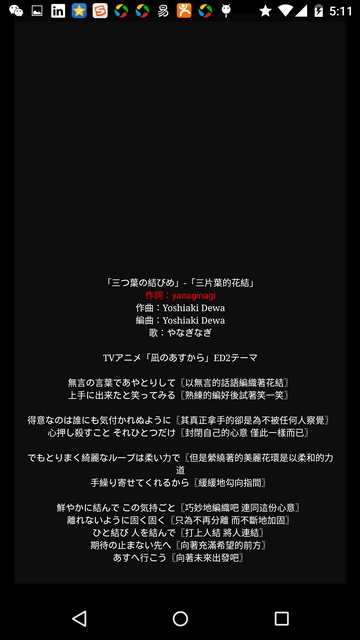 5:11
「三つ葉の結びめ」-「三片葉的花結」
作詞：yanaginagi
作曲：Yoshiaki Dewa
編曲：Yoshiaki Dewa
歌：やなぎなぎ
TVアニメ「凪のあすから」ED2テーマ
無言の言葉であやとりして〖以無言的話語編織著花結〗
上手に出来たと笑ってみる〖熟練的編好後試著笑一笑〗
得意なのは誰にも気付かれぬように〖其真正拿手的卻是為不被任何人察覺〗
心押し殺すこと それひとつだけ〖封閉自己的心意 僅此一樣而已〗
でもとりまく綺麗なループは柔い力で〖但是縈繞著的美麗花環是以柔和的力
道
手繰り寄せてくれるから〖緩緩地勾向指間〗
鮮やかに結んで この気持ごと〖巧妙地編織吧 連同這份心意〗
離れないように固く固く〖只為不再分離 而不斷地加固〗
ひと結び 人を結んで〖打上人結 將人連結〗
期待の止まない先へ〖向著充滿希望的前方〗
あすへ行こう〖向著未來出發吧〗